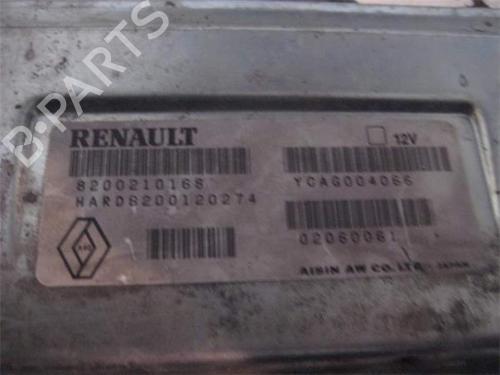 B-PARTS
RENAULT
12V
8200210168 YCAG004066
HARD8200120274
02060061
AISIN AW CO.LTD. JAPAN